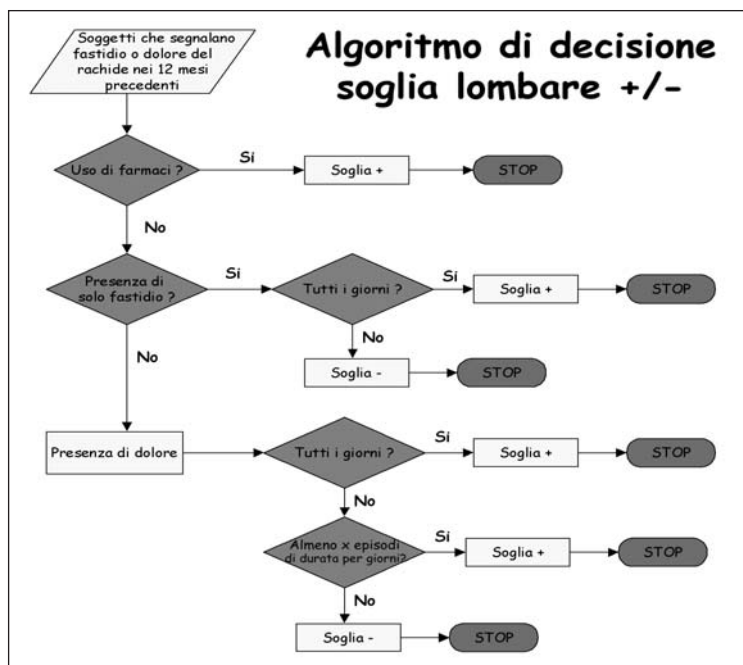 Soggetti che segnalano
fastidio o dolore del
rachide nei 12 mesi
precedenti
Algoritmo di decisione
soglia lombare +/-
Uso di farmaci ?
Si
Soglia +
STOP
No
Presenza di
solo fastidio ?
Si
Tutti i giorni ?
Si
Soglia +
STOP
No
Soglia -
STOP
No
Presenza di dolore
Tutti i giorni ?
Si
Soglia +
STOP
No
Almeno x episodi
di durata per giorni?
Si
Soglia +
STOP
No
Soglia -
STOP